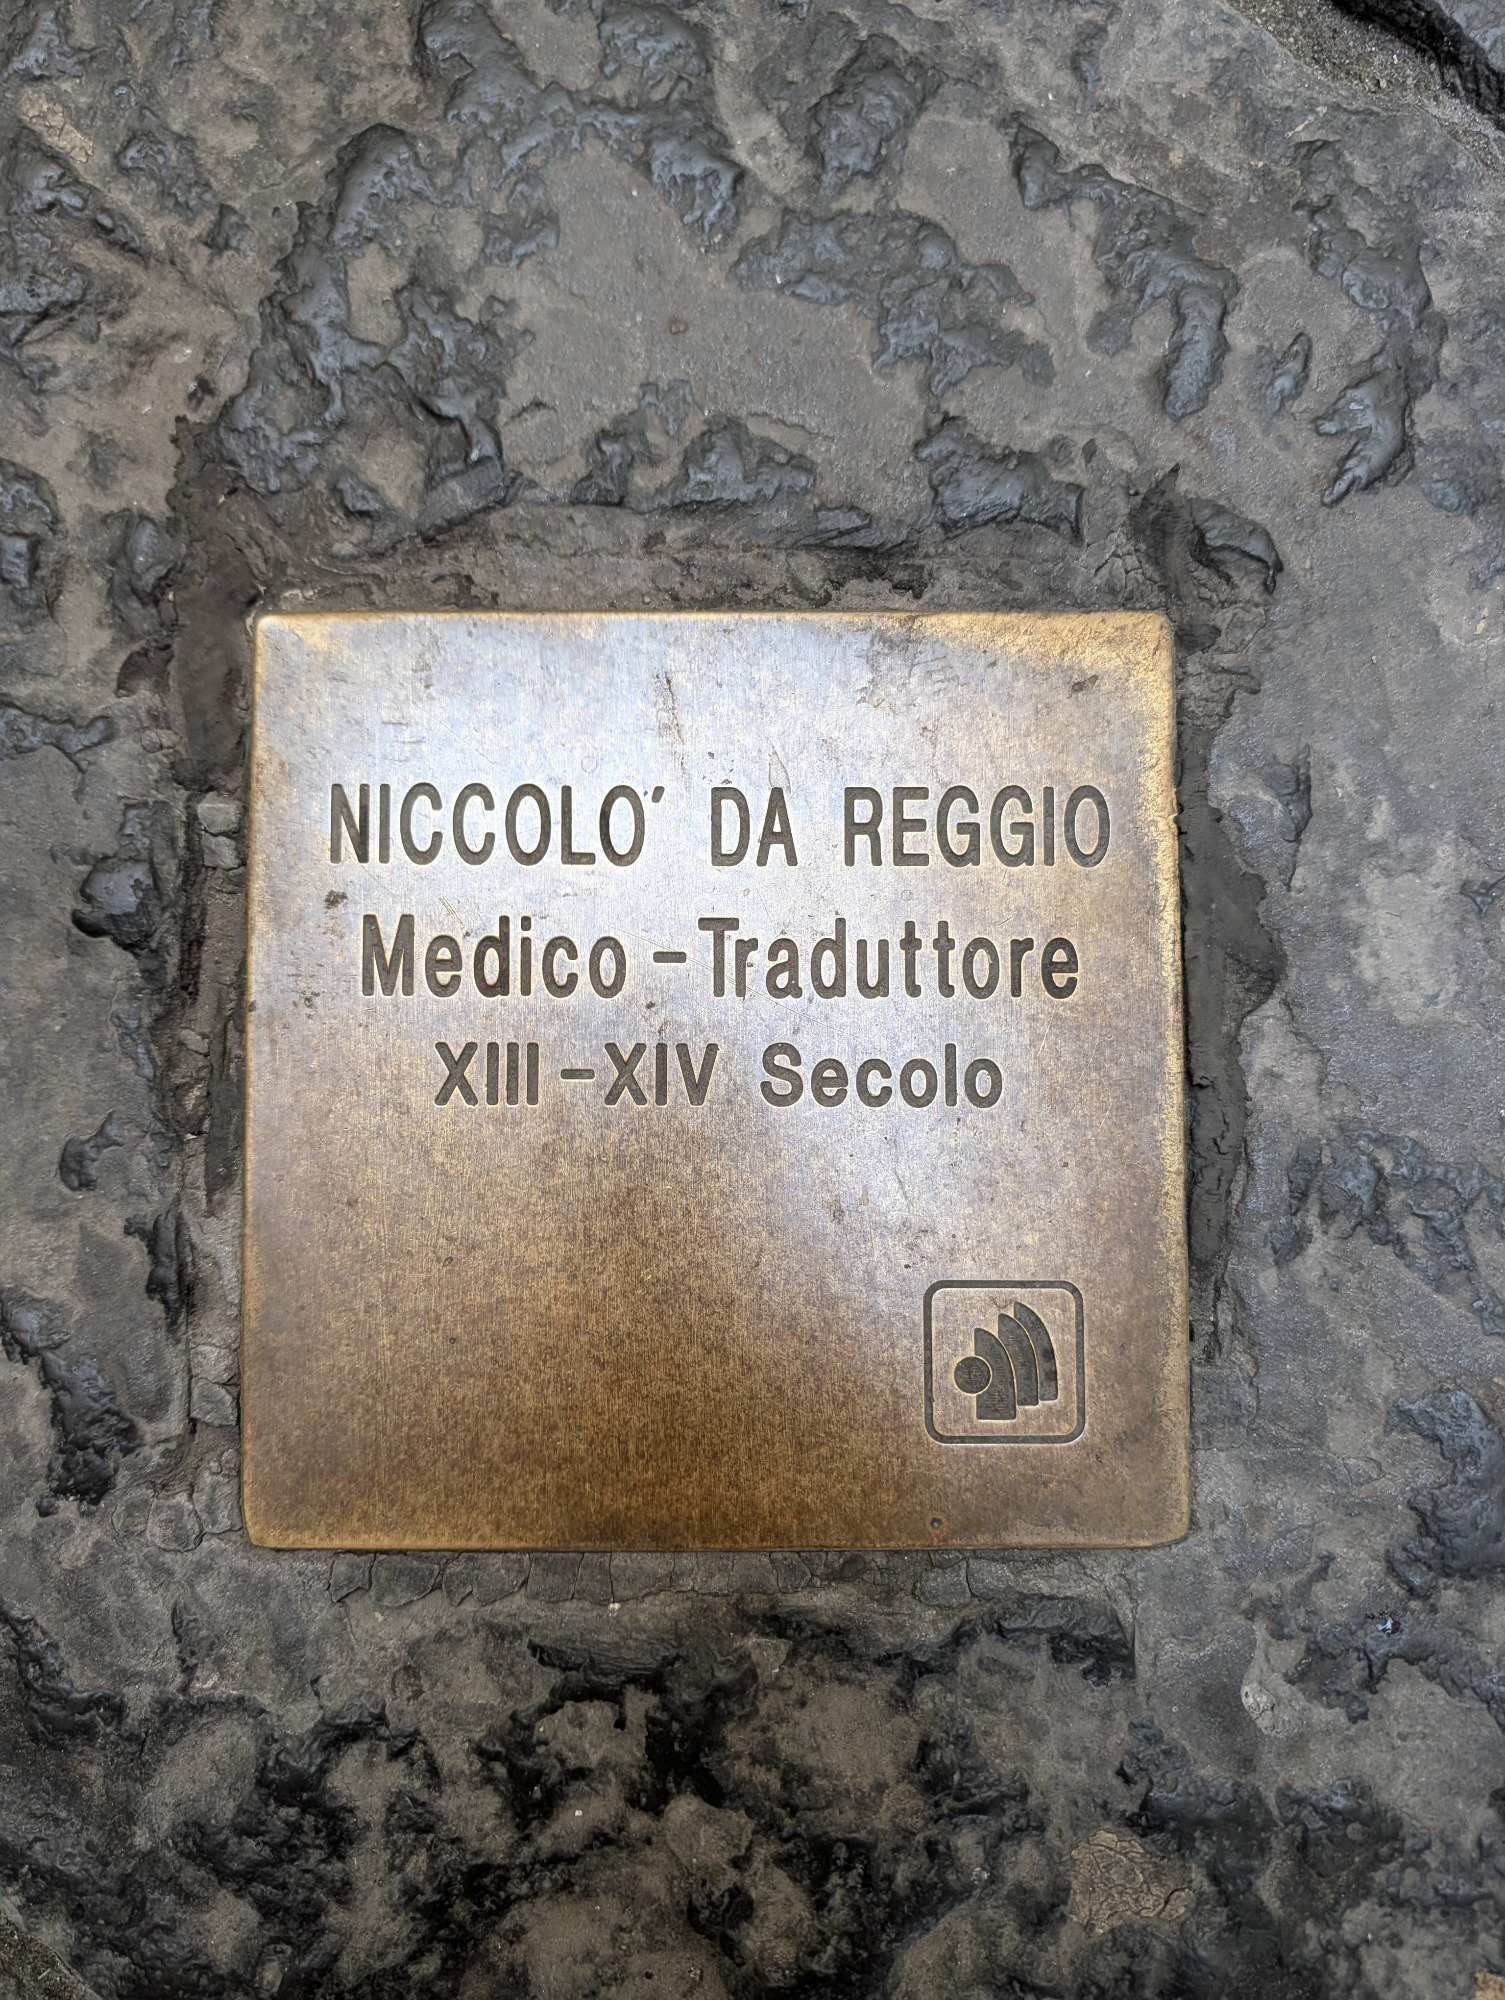 NICCOLO' DA REGGIO
Medico - Traduttore
XIII - XIV Secolo